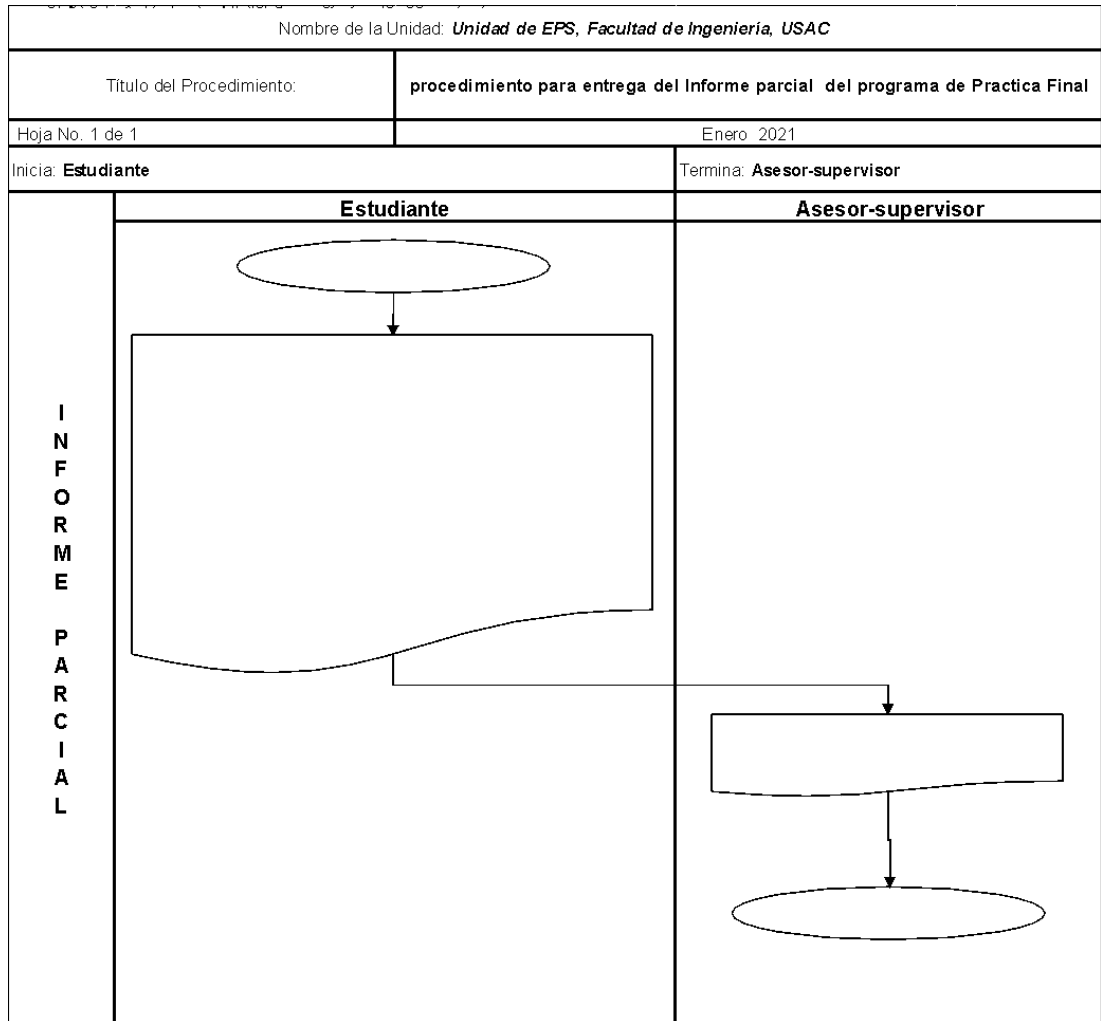 Nombre de la Unidad: Unidad de EPS, Facultad de Ingeniería, USAC
Título del Procedimiento:
procedimiento para entrega del Informe parcial del programa de Practica Final
Hoja No. 1 de 1
Enero 2021
Inicia: Estudiante
Termina: Asesor-supervisor
Estudiante
Asesor-supervisor
INFORME PARCIAL